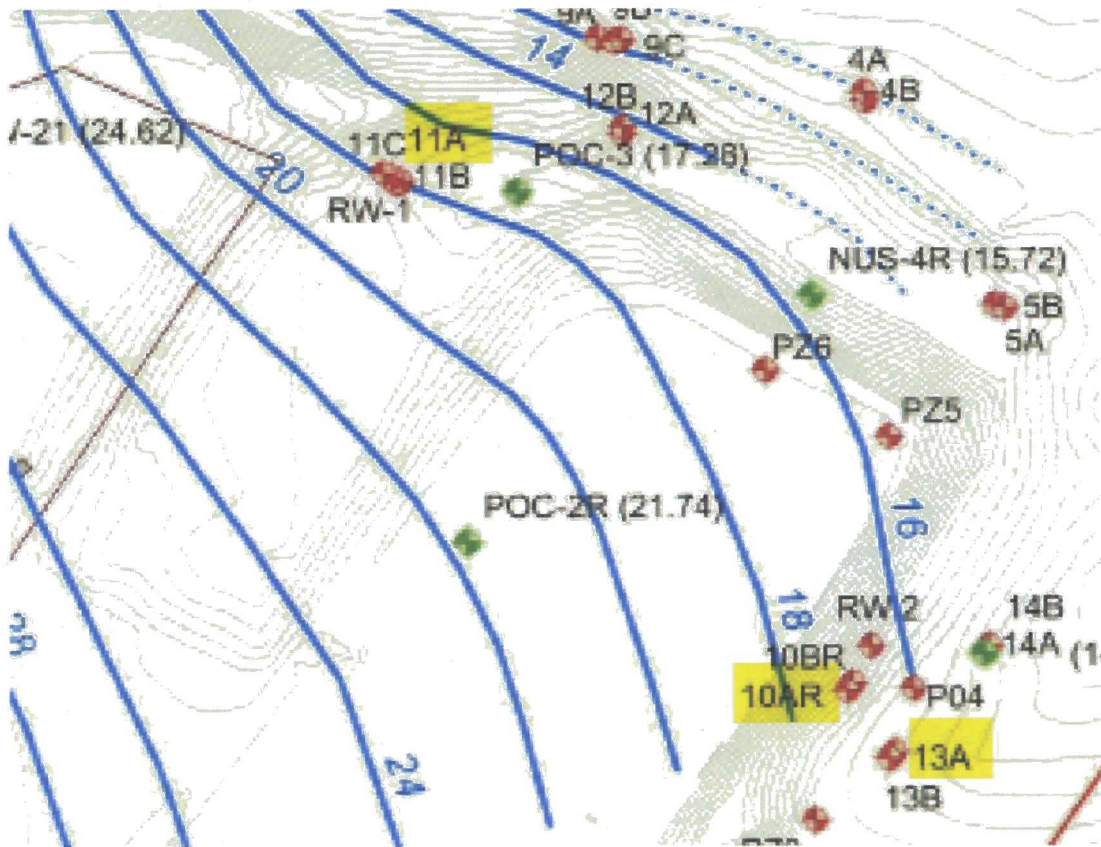 9C
14
4A
4B
12B
12A
V-21 (24.62)
11C 11A
POC-3 (17.28)
20
11B
RW-1
NUS-4R (15.72)
5B
5A
PZ6
PZ5
POC-2R (21.74)
16
18
RW-2
14B
10BR
14A
10AR
P04
13A
24
13B